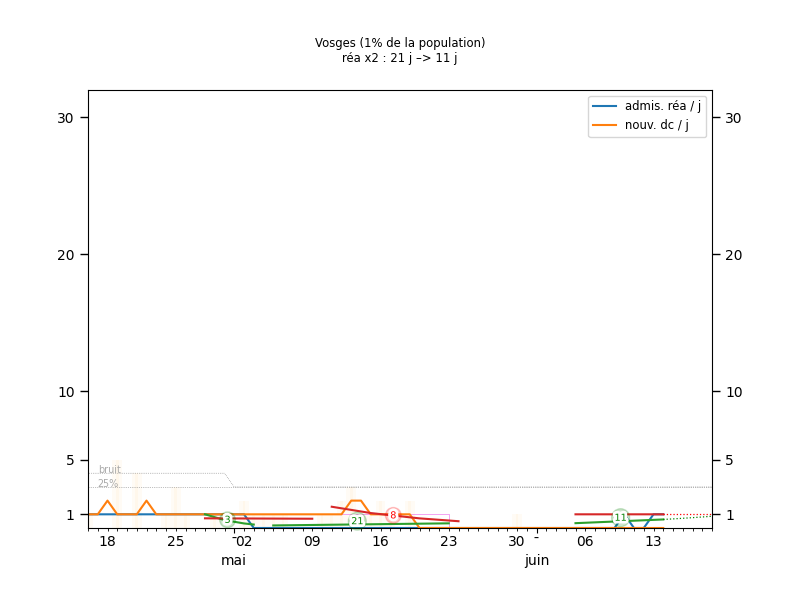 Vosges (1% de la population)
réa x2 : 21 j –> 11 j
admis. réa / j
nouv. dc / j
30 30
20 20
10 10
5 5
1 1
bruit
25%
3 21 8 11
18 25 02 09 16 23 30 06 13
mai juin